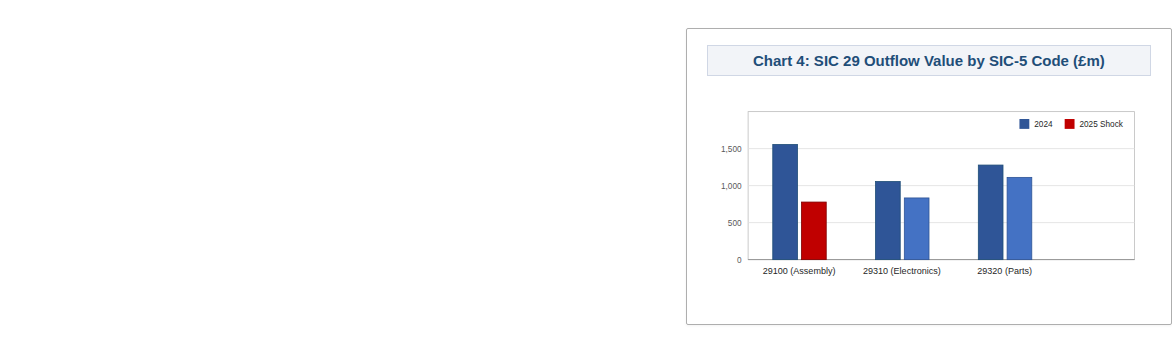 Chart 4: SIC 29 Outflow Value by SIC-5 Code (£m)
2024 2025 Shock
1,500
1,000
500
0
29100 (Assembly) 29310 (Electronics) 29320 (Parts)